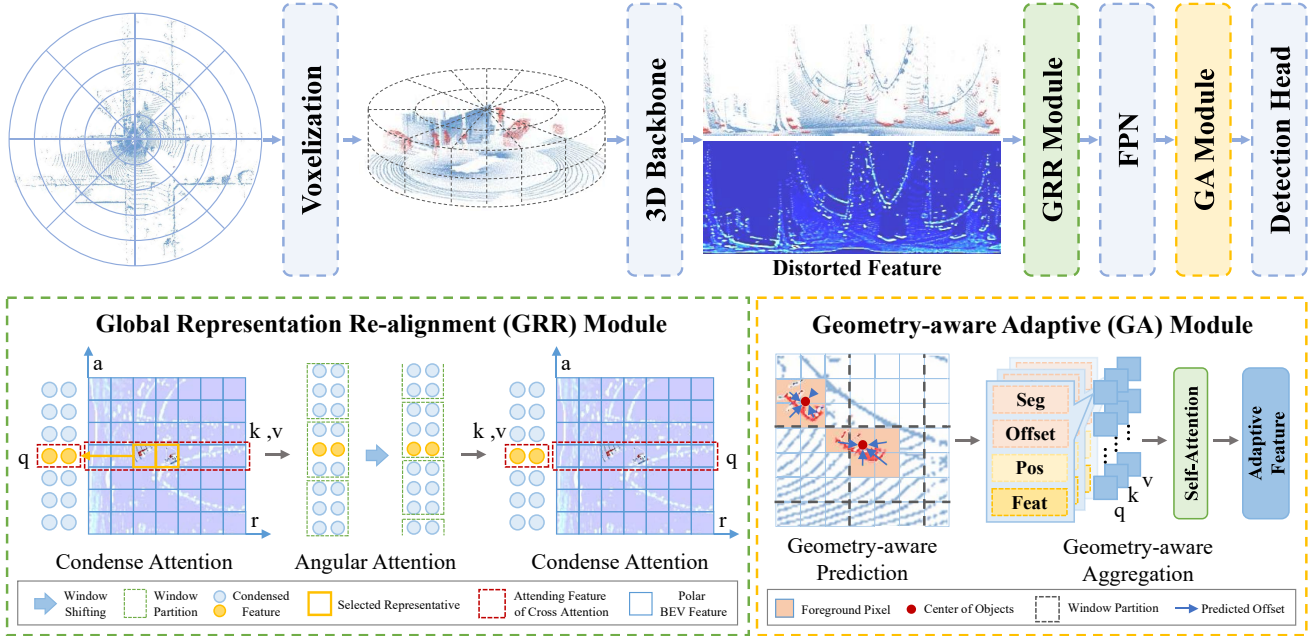 Voxelization
3D Backbone
Distorted Feature
GRR Module
FPN
GA Module
Detection Head
Global Representation Re-alignment (GRR) Module
a
k ,v
q
r
Condense Attention
Angular Attention
a
k ,v
q
r
Condense Attention
Window
Shifting
Window
Partition
Condensed
Feature
Selected Representative
Attending Feature
of Cross Attention
Polar
BEV Feature
Geometry-aware Adaptive (GA) Module
Geometry-aware
Prediction
Seg
Offset
Pos
Feat
q
k
v
Self-Attention
Adaptive
Feature
Geometry-aware
Aggregation
Foreground Pixel
Center of Objects
Window Partition
Predicted Offset